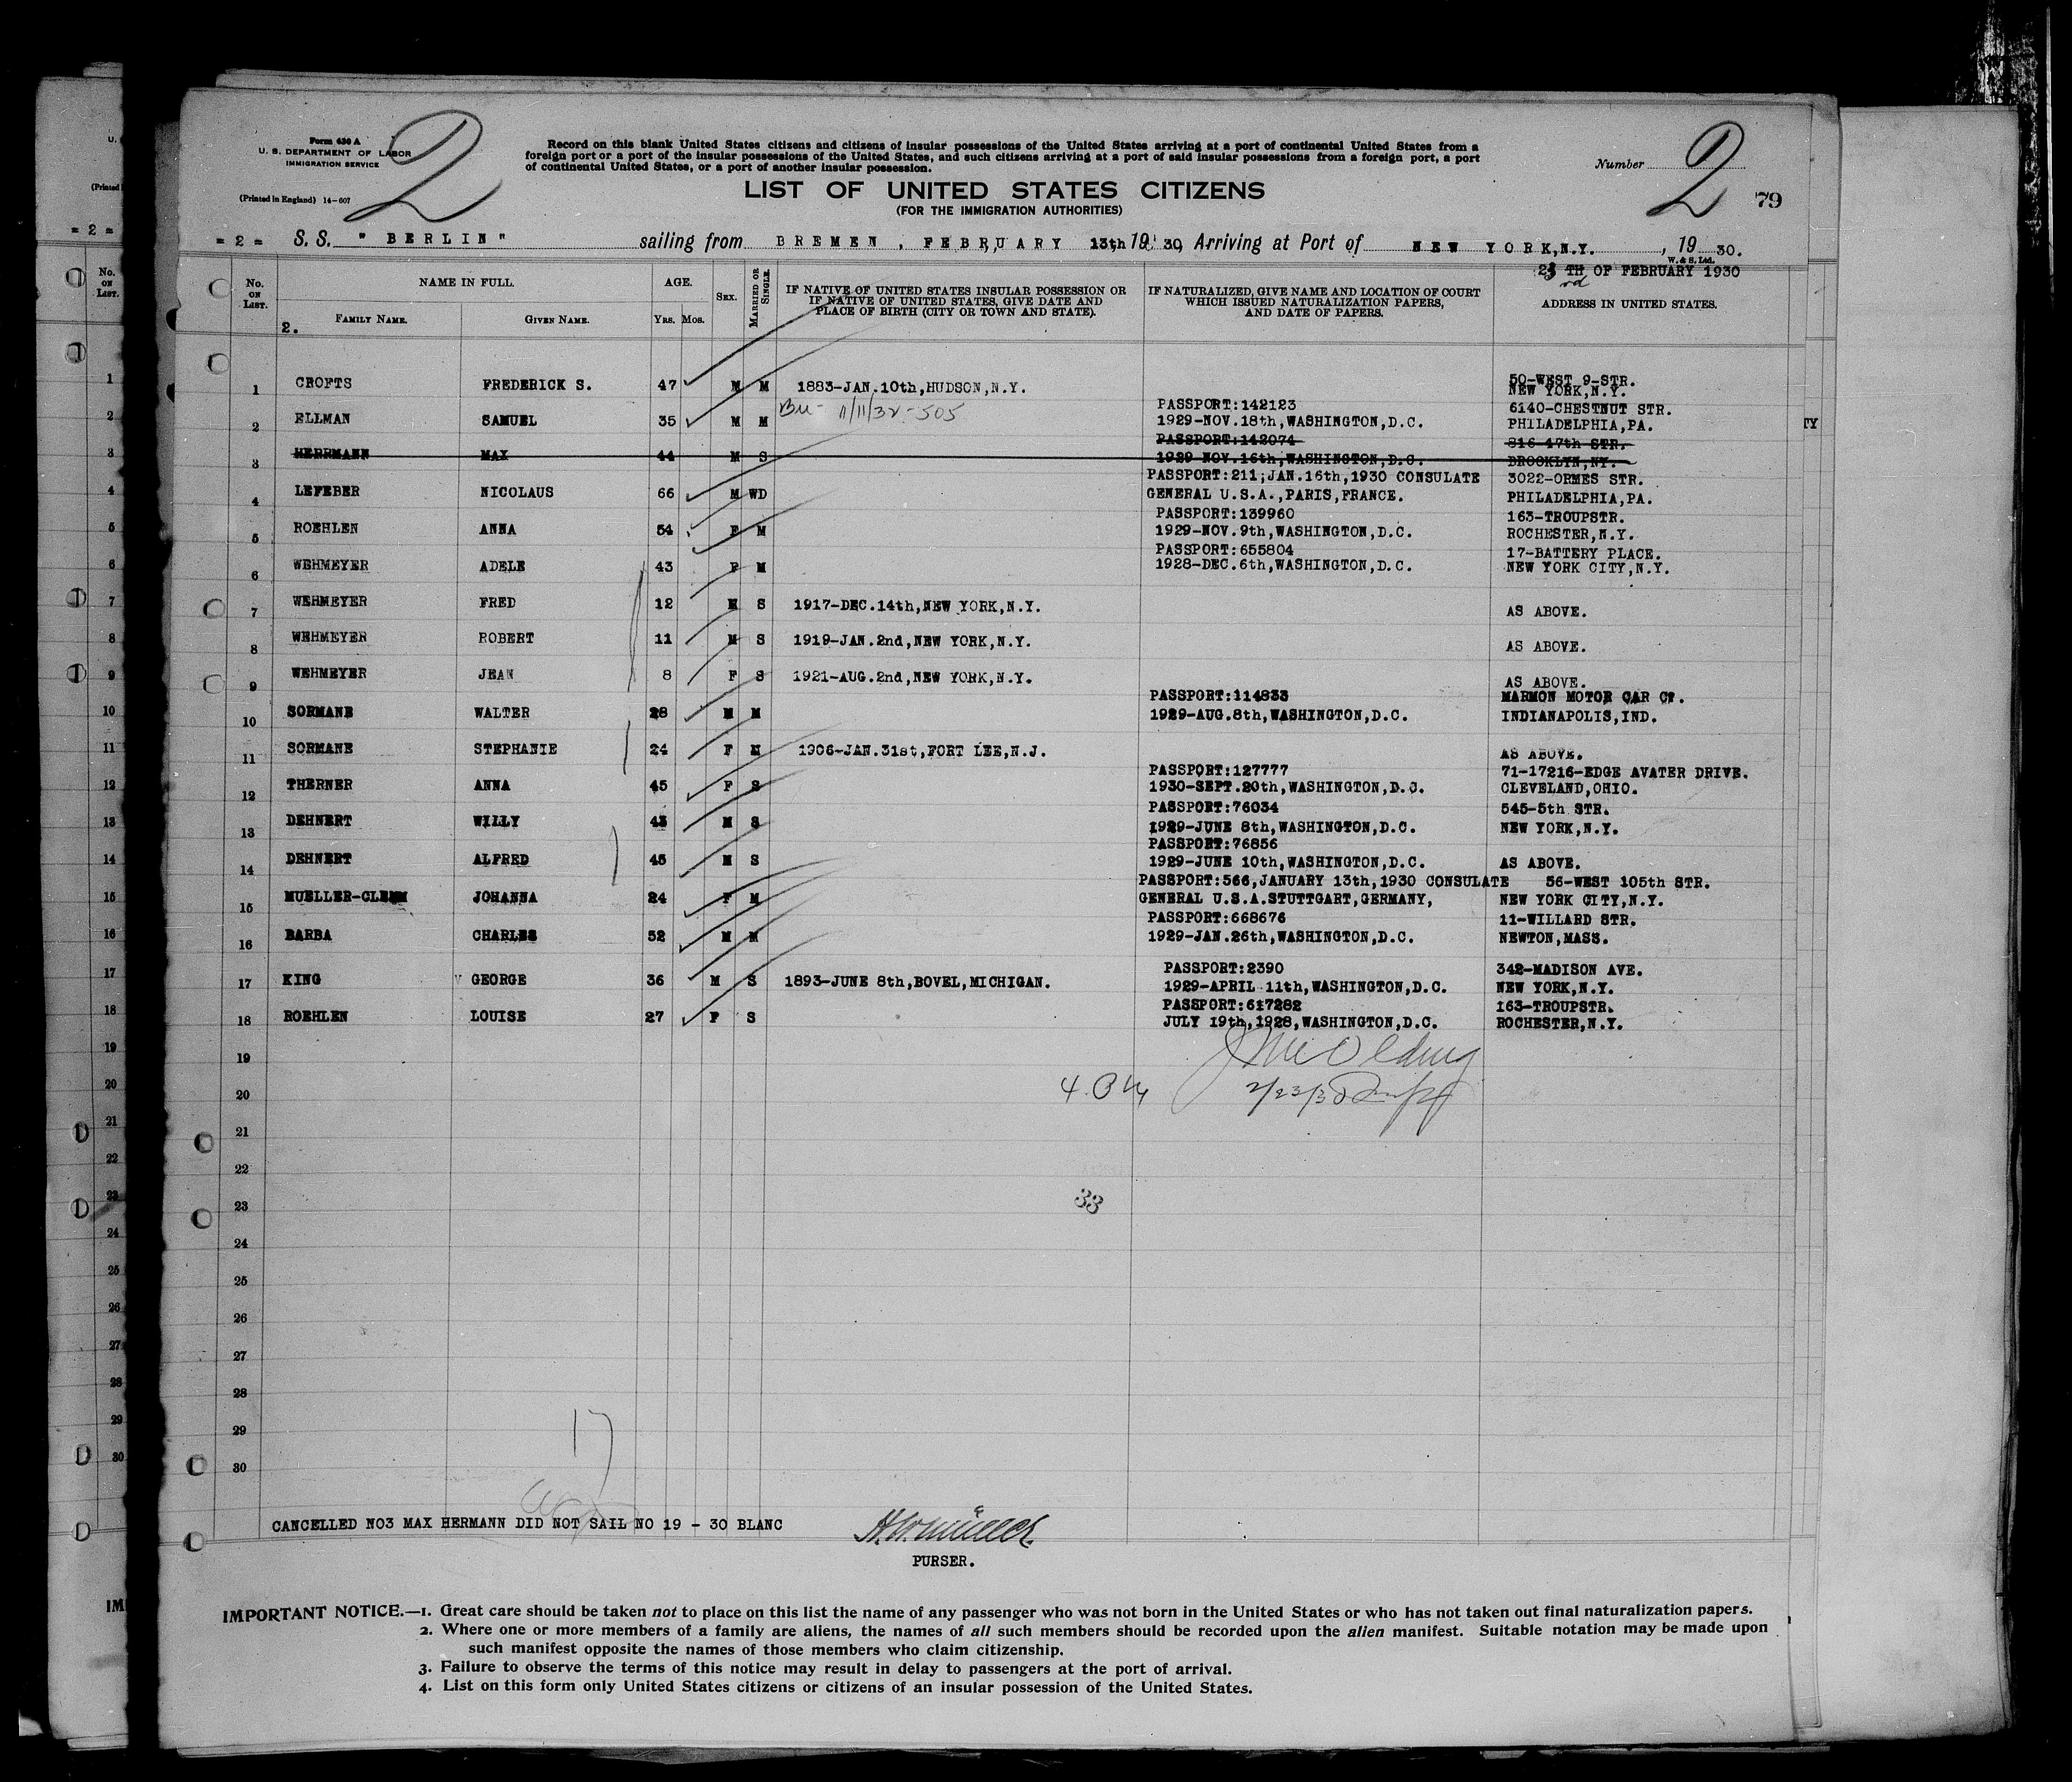 Form 630 A
U. S. DEPARTMENT OF LABOR
IMMIGRATION SERVICE
(Printed in England) 14-607
2
Record on this blank United States citizens and citizens of insular possessions of the United States arriving at a port of continental United States from a
foreign port or a port of the insular possessions of the United States, and such citizens arriving at a port of said insular possessions from a foreign port, a port
of continental United States, or a port of another insular possession.
Number 2
79
LIST OF UNITED STATES CITIZENS
(FOR THE IMMIGRATION AUTHORITIES)
= 2 = S. S. "BERLIN" sailing from BREMEN, FEBRUARY 13th 19 30, Arriving at Port of NEW YORK,N.Y. , 19 30.
W. & S. Ltd.
23 TH OF FEBRUARY 1930
rd
No. ON LIST. NAME IN FULL. AGE. SEX. MARRIED OR SINGLE. IF NATIVE OF UNITED STATES INSULAR POSSESSION OR IF NATIVE OF UNITED STATES, GIVE DATE AND PLACE OF BIRTH (CITY OR TOWN AND STATE). IF NATURALIZED, GIVE NAME AND LOCATION OF COURT WHICH ISSUED NATURALIZATION PAPERS, AND DATE OF PAPERS. ADDRESS IN UNITED STATES.
2. FAMILY NAME. GIVEN NAME. YRS. MOS.
1 CROFTS FREDERICK S. 47 M M 1883-JAN.10th,HUDSON,N.Y. 50-WEST 9-STR. NEW YORK,N.Y.
11/11/32-505
2 ELLMAN SAMUEL 35 M M PASSPORT:142123 1929-NOV.18th,WASHINGTON,D.C. 6140-CHESTNUT STR. PHILADELPHIA,PA.
3 HERRMANN MAX 44 M S PASSPORT:142074 1929-NOV.16th,WASHINGTON,D.C. 816-47th STR. BROOKLYN,NY.
4 LEFEBER NICOLAUS 66 M WD PASSPORT:211;JAN.16th,1930 CONSULATE GENERAL U.S.A.,PARIS,FRANCE. 3022-ORMES STR. PHILADELPHIA,PA.
5 ROEHLEN ANNA 54 F M PASSPORT:139960 1929-NOV.9th,WASHINGTON,D.C. 163-TROUPSTR. ROCHESTER,N.Y.
6 WEHMEYER ADELE 43 F M PASSPORT:655804 1928-DEC.6th,WASHINGTON,D.C. 17-BATTERY PLACE. NEW YORK CITY,N.Y.
7 WEHMEYER FRED 12 M S 1917-DEC.14th,NEW YORK,N.Y. AS ABOVE.
8 WEHMEYER ROBERT 11 M S 1919-JAN.2nd,NEW YORK,N.Y. AS ABOVE.
9 WEHMEYER JEAN 8 F S 1921-AUG.2nd,NEW YORK,N.Y. AS ABOVE.
10 SORMANE WALTER 28 M M PASSPORT:114833 1929-AUG.8th,WASHINGTON,D.C. MARMON MOTOR CAR CY. INDIANAPOLIS,IND.
11 SORMANE STEPHANIE 24 F M 1906-JAN.31st,FORT LEE,N.J. AS ABOVE.
12 THERNER ANNA 45 F S PASSPORT:127777 1930-SEPT.20th,WASHINGTON,D.C. 71-17216-EDGE AVATER DRIVE. CLEVELAND,OHIO.
13 DEHNERT WILLY 43 M S PASSPORT:76034 1929-JUNE 8th,WASHINGTON,D.C. 545-5th STR. NEW YORK,N.Y.
14 DEHNERT ALFRED 45 M S PASSPORT:76856 1929-JUNE 10th,WASHINGTON,D.C. AS ABOVE.
15 MUELLER-CLEMM JOHANNA 24 F M PASSPORT:566,JANUARY 13th,1930 CONSULATE GENERAL U.S.A.STUTTGART,GERMANY, 56-WEST 105th STR. NEW YORK CITY,N.Y.
16 BARBA CHARLES 52 M M PASSPORT:668676 1929-JAN.26th,WASHINGTON,D.C. 11-WILLARD STR. NEWTON,MASS.
17 KING GEORGE 36 M S 1893-JUNE 8th,BOVEL,MICHIGAN. PASSPORT:2390 1929-APRIL 11th,WASHINGTON,D.C. 342-MADISON AVE. NEW YORK,N.Y.
18 ROEHLEN LOUISE 27 F S PASSPORT:617282 JULY 19th,1928,WASHINGTON,D.C. 163-TROUPSTR. ROCHESTER,N.Y.
19
20 2/23/30
21
22
23 38
24
25
26
27
28
29
30
17
CANCELLED NO3 MAX HERMANN DID NOT SAIL NO 19 - 30 BLANC
PURSER.
IMPORTANT NOTICE.—1. Great care should be taken not to place on this list the name of any passenger who was not born in the United States or who has not taken out final naturalization papers.
2. Where one or more members of a family are aliens, the names of all such members should be recorded upon the alien manifest. Suitable notation may be made upon
such manifest opposite the names of those members who claim citizenship.
3. Failure to observe the terms of this notice may result in delay to passengers at the port of arrival.
4. List on this form only United States citizens or citizens of an insular possession of the United States.